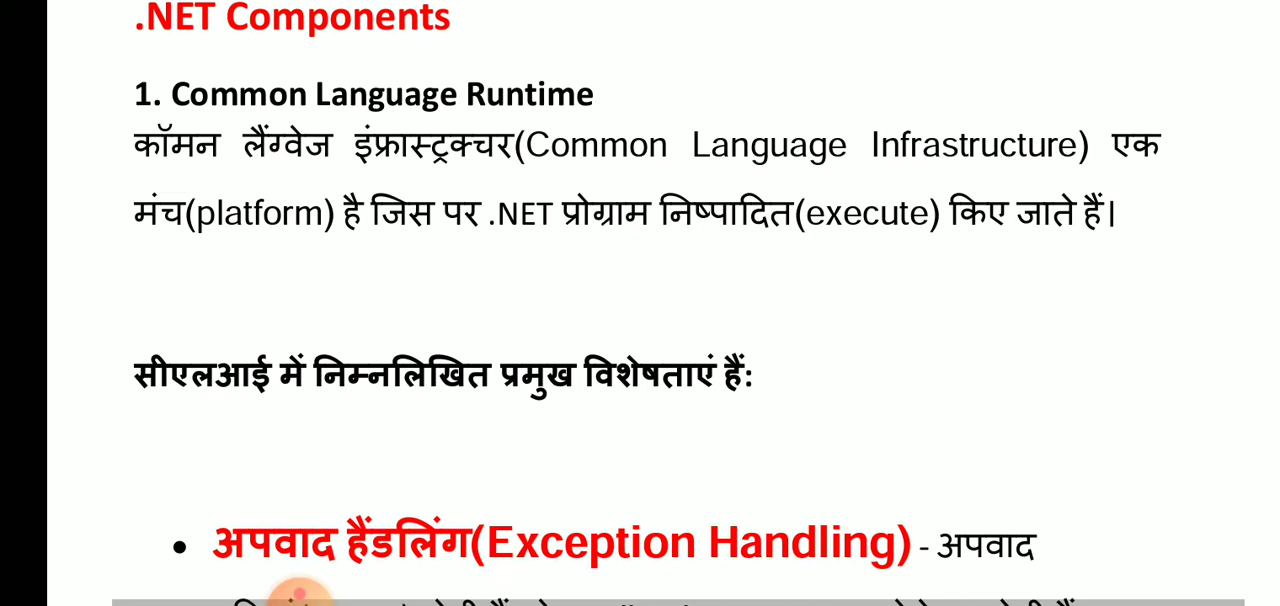 .NET Components
1. Common Language Runtime
कॉमन लैंग्वेज इंफ्रास्ट्रक्चर(Common Language Infrastructure) एक
मंच(platform) है जिस पर .NET प्रोग्राम निष्पादित(execute) किए जाते हैं।
सीएलआई में निम्नलिखित प्रमुख विशेषताएं हैं:
• अपवाद हैंडलिंग(Exception Handling) - अपवाद